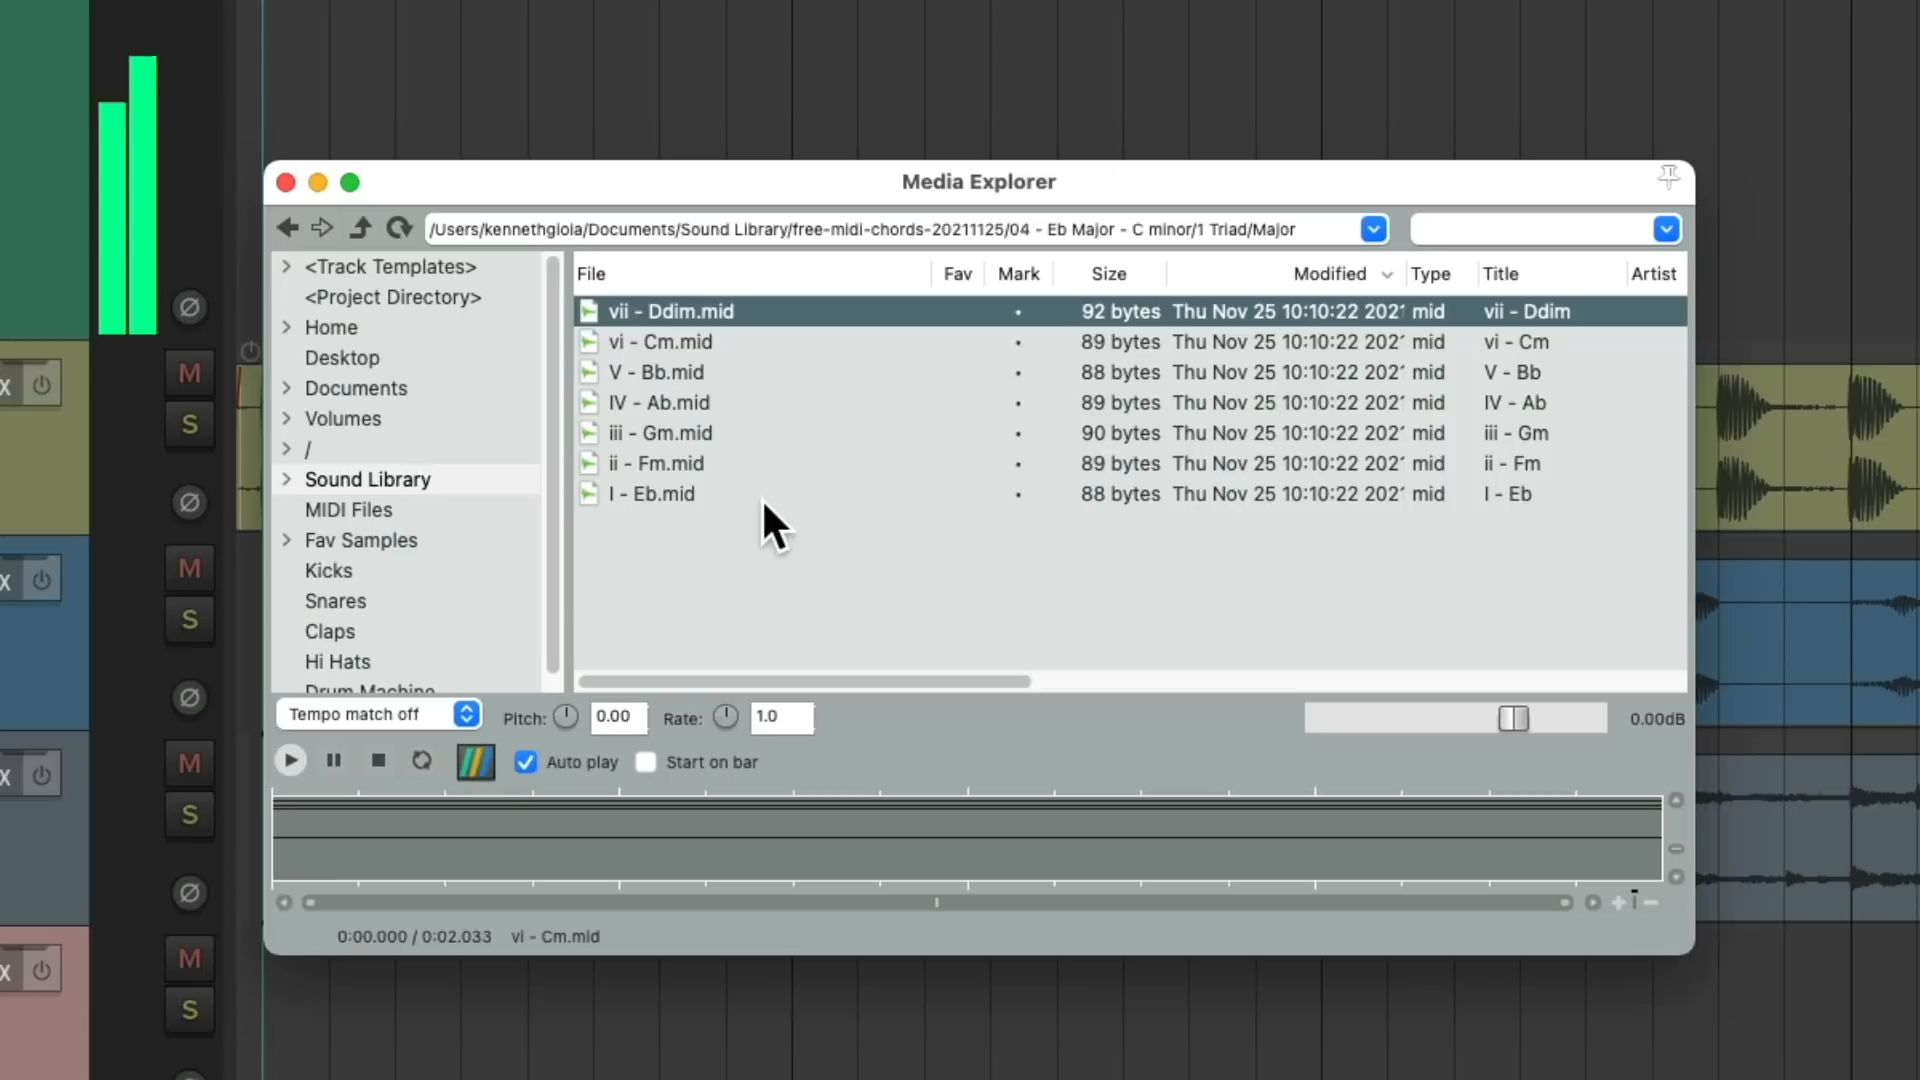 Media Explorer
/Users/kennethgiola/Documents/Sound Library/free-midi-chords-20211125/04 - Eb Major - C minor/1 Triad/Major
<Track Templates>
<Project Directory>
Home
Desktop
Documents
Volumes
/
Sound Library
MIDI Files
Fav Samples
Kicks
Snares
Claps
Hi Hats
Drum Machine
File Fav Mark Size Modified Type Title Artist
vii - Ddim.mid 92 bytes Thu Nov 25 10:10:22 202 mid vii - Ddim
vi - Cm.mid 89 bytes Thu Nov 25 10:10:22 202 mid vi - Cm
V - Bb.mid 88 bytes Thu Nov 25 10:10:22 202 mid V - Bb
IV - Ab.mid 89 bytes Thu Nov 25 10:10:22 202 mid IV - Ab
iii - Gm.mid 90 bytes Thu Nov 25 10:10:22 202 mid iii - Gm
ii - Fm.mid 89 bytes Thu Nov 25 10:10:22 202 mid ii - Fm
I - Eb.mid 88 bytes Thu Nov 25 10:10:22 202 mid I - Eb
Tempo match off Pitch: 0.00 Rate: 1.0 0.00dB
Auto play Start on bar
0:00.000 / 0:02.033 vi - Cm.mid
X
M
S
X
M
S
X
M
S
X
M
S